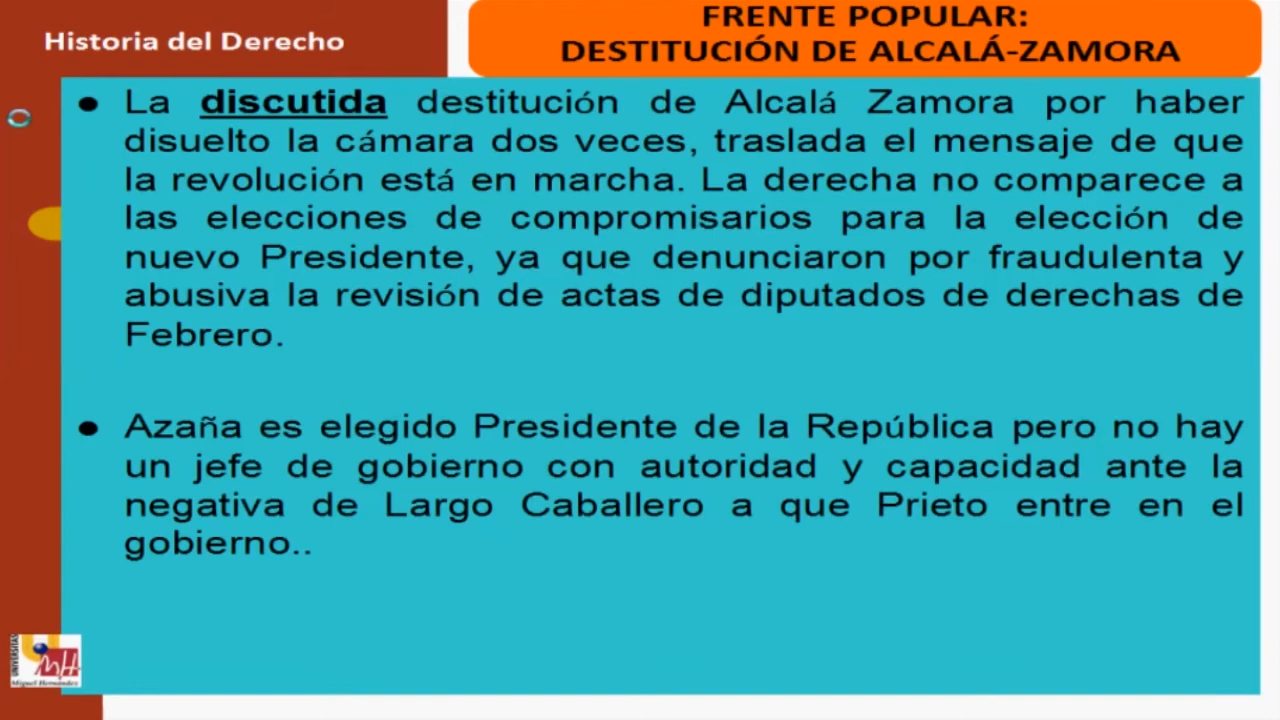 Historia del Derecho
FRENTE POPULAR:
DESTITUCIÓN DE ALCALÁ-ZAMORA
● La discutida destitución de Alcalá Zamora por haber
disuelto la cámara dos veces, traslada el mensaje de que
la revolución está en marcha. La derecha no comparece a
las elecciones de compromisarios para la elección de
nuevo Presidente, ya que denunciaron por fraudulenta y
abusiva la revisión de actas de diputados de derechas de
Febrero.
● Azaña es elegido Presidente de la República pero no hay
un jefe de gobierno con autoridad y capacidad ante la
negativa de Largo Caballero a que Prieto entre en el
gobierno..
UNIVERSITAS
Miguel Hernández